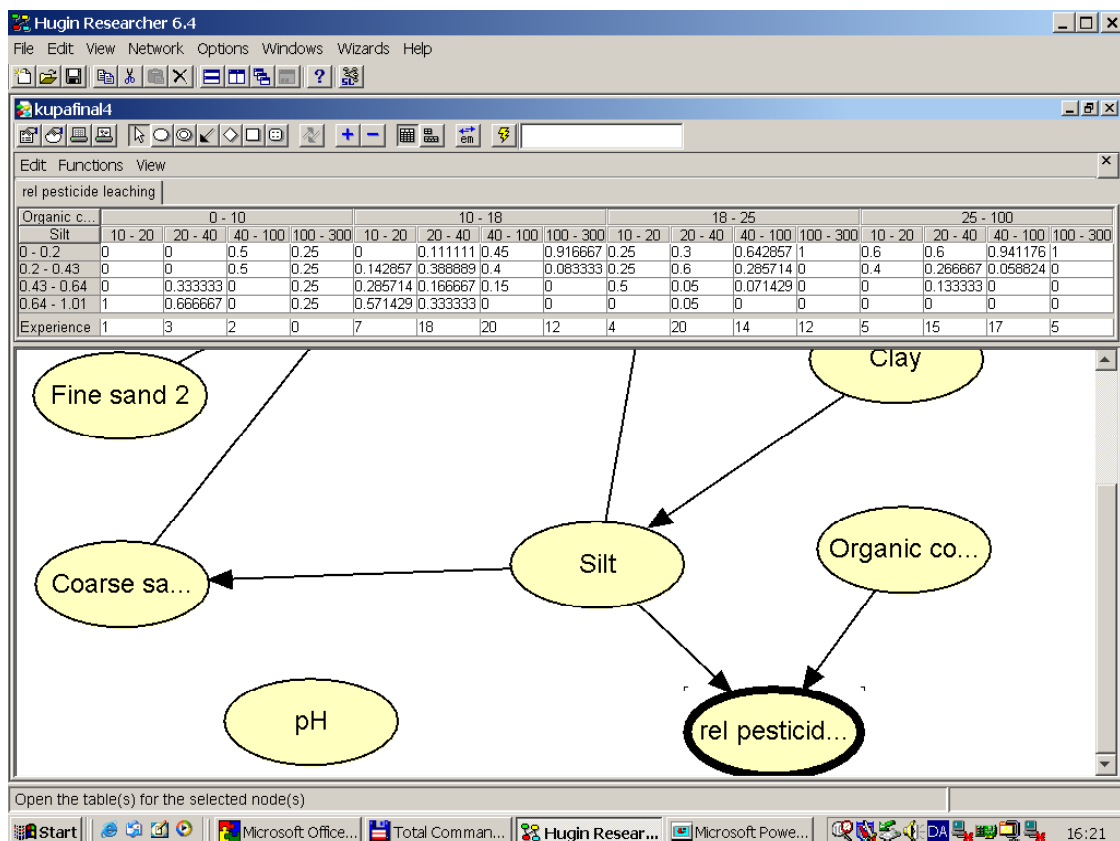 Hugin Researcher 6.4
File Edit View Network Options Windows Wizards Help
kupafinal4
em
Edit Functions View
rel pesticide leaching
Organic c... 0 - 10 10 - 18 18 - 25 25 - 100
Silt 10 - 20 20 - 40 40 - 100 100 - 300 10 - 20 20 - 40 40 - 100 100 - 300 10 - 20 20 - 40 40 - 100 100 - 300 10 - 20 20 - 40 40 - 100 100 - 300
0 - 0.2 0 0 0.5 0.25 0 0.111111 0.45 0.916667 0.25 0.3 0.642857 1 0.6 0.6 0.941176 1
0.2 - 0.43 0 0 0.5 0.25 0.142857 0.388889 0.4 0.083333 0.25 0.6 0.285714 0 0.4 0.266667 0.058824 0
0.43 - 0.64 0 0.333333 0 0.25 0.285714 0.166667 0.15 0 0.5 0.05 0.071429 0 0 0.133333 0 0
0.64 - 1.01 1 0.666667 0 0.25 0.571429 0.333333 0 0 0 0.05 0 0 0 0 0 0
Experience 1 3 2 0 7 18 20 12 4 20 14 12 5 15 17 5
Clay
Fine sand 2
Silt
Organic co...
Coarse sa...
pH
rel pesticid...
Open the table(s) for the selected node(s)
Start Microsoft Office... Total Comman... Hugin Resear... Microsoft Powe... DA 16:21